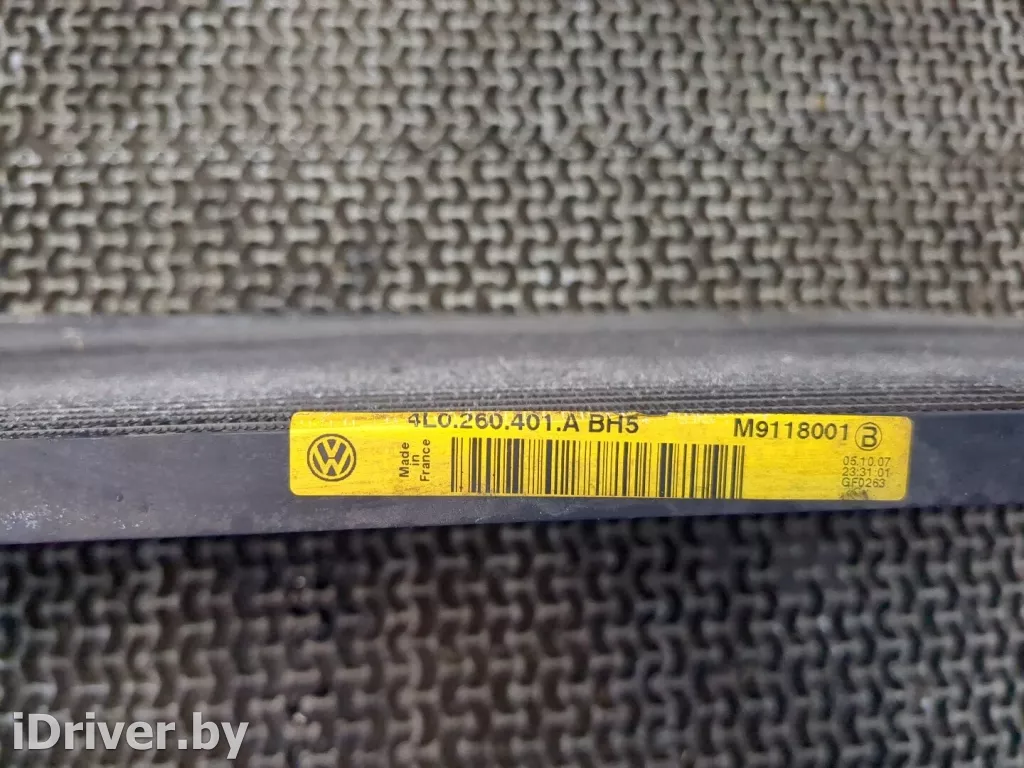 4L0.260.401.A BH5
M9118001 B
Made
in
France
05.10.07
23:31:01
GF0263
iDriver.by